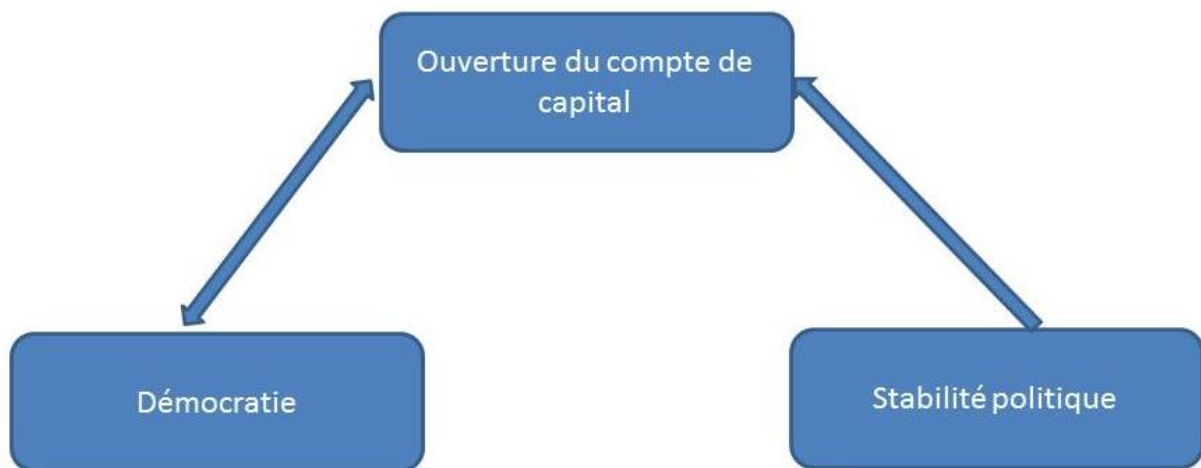 Ouverture du compte de
capital
Démocratie
Stabilité politique